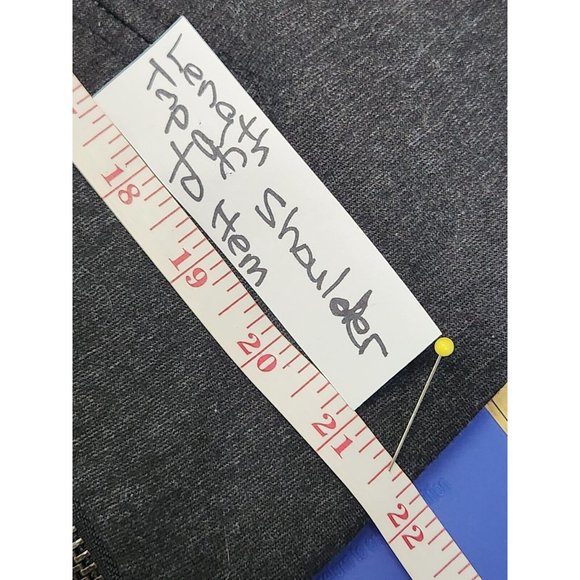 Length shoulder
Top of
to Hem
18
19
20
21
22